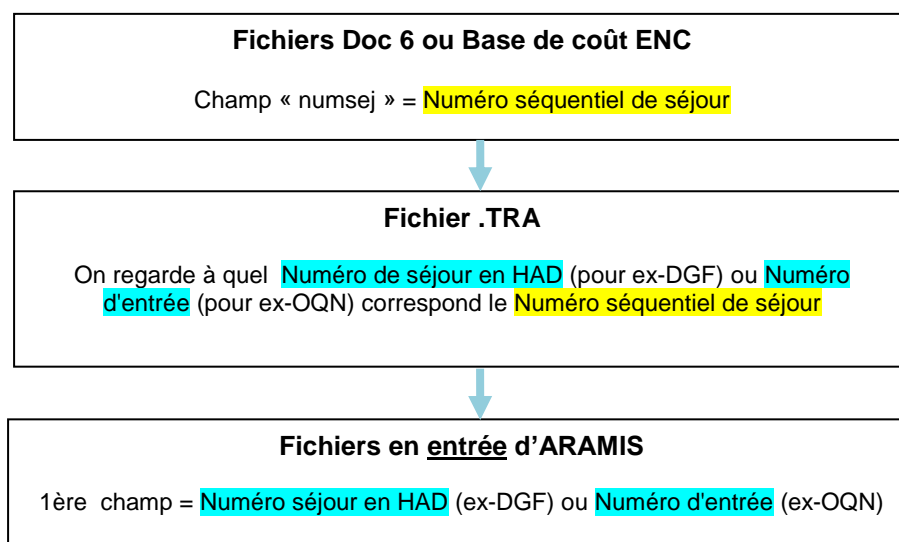 Fichiers Doc 6 ou Base de coût ENC
Champ « numsej » = Numéro séquentiel de séjour
Fichier .TRA
On regarde à quel Numéro de séjour en HAD (pour ex-DGF) ou Numéro
d'entrée (pour ex-OQN) correspond le Numéro séquentiel de séjour
Fichiers en entrée d'ARAMIS
1ère champ = Numéro séjour en HAD (ex-DGF) ou Numéro d'entrée (ex-OQN)